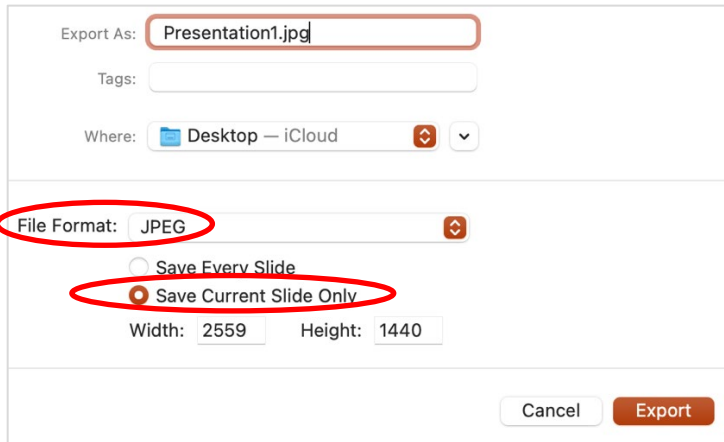 Export As: Presentation1.jpg
Tags:
Where: Desktop — iCloud
File Format: JPEG
Save Every Slide
Save Current Slide Only
Width: 2559 Height: 1440
Cancel Export